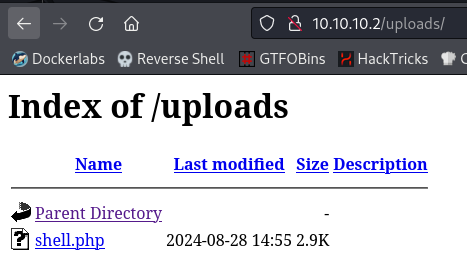 10.10.10.2/uploads/
Dockerlabs Reverse Shell GTFOBins HackTricks
Index of /uploads
Name Last modified Size Description
Parent Directory -
shell.php 2024-08-28 14:55 2.9K